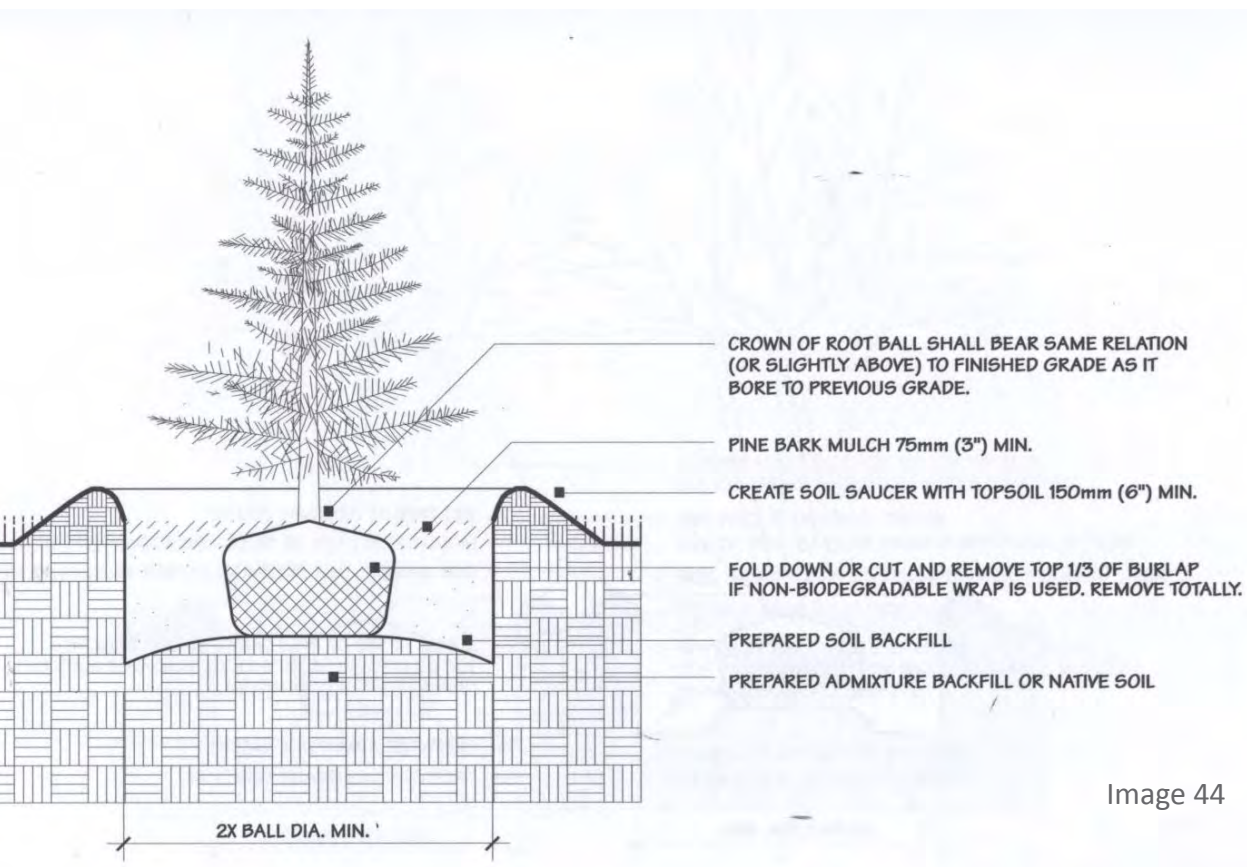 CROWN OF ROOT BALL SHALL BEAR SAME RELATION
(OR SLIGHTLY ABOVE) TO FINISHED GRADE AS IT
BORE TO PREVIOUS GRADE.
PINE BARK MULCH 75mm (3") MIN.
CREATE SOIL SAUCER WITH TOPSOIL 150mm (6") MIN.
FOLD DOWN OR CUT AND REMOVE TOP 1/3 OF BURLAP
IF NON-BIODEGRADABLE WRAP IS USED. REMOVE TOTALLY.
PREPARED SOIL BACKFILL
PREPARED ADMIXTURE BACKFILL OR NATIVE SOIL
2X BALL DIA. MIN.
Image 44